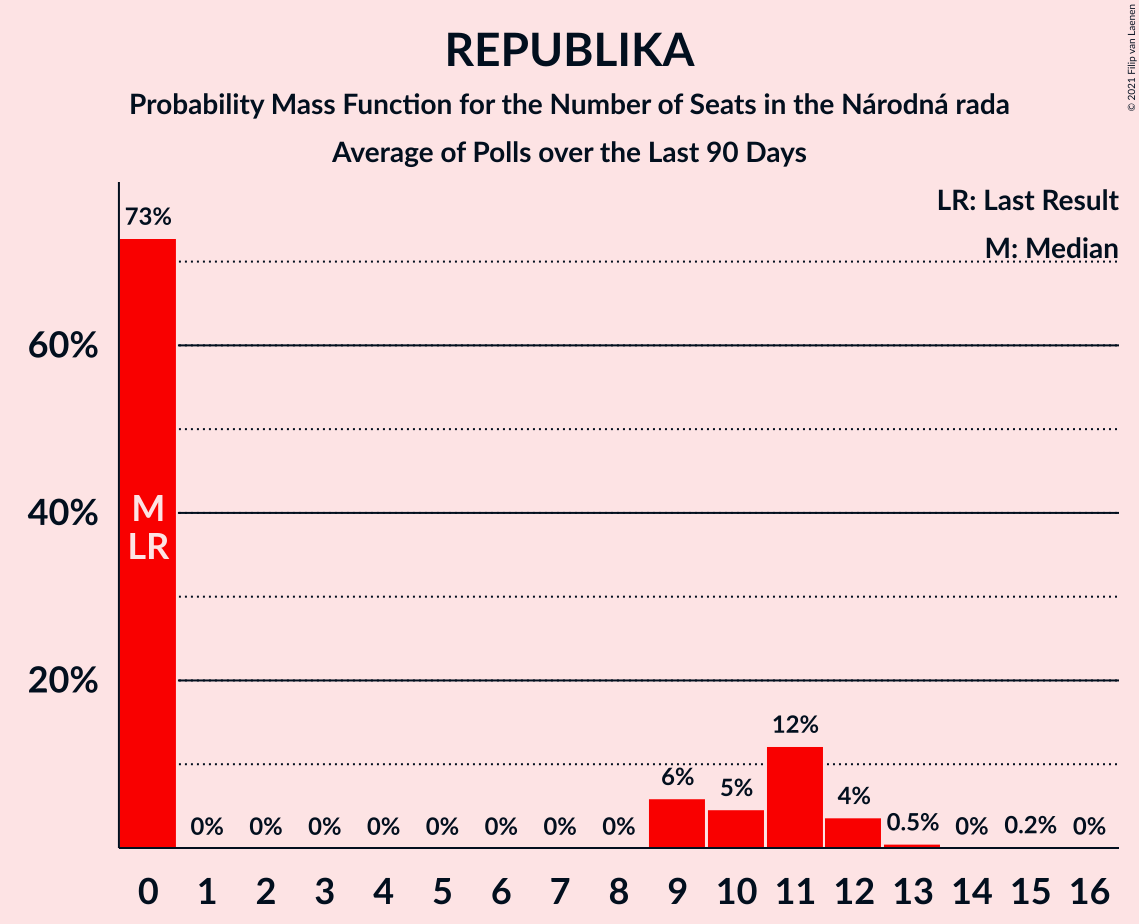 REPUBLIKA
Probability Mass Function for the Number of Seats in the Národná rada
Average of Polls over the Last 90 Days
© 2021 Filip van Laenen
LR: Last Result
M: Median
73%
60%
40%
20%
M
LR
0% 0% 0% 0% 0% 0% 0% 0% 6% 5% 12% 4% 0.5% 0% 0.2% 0%
0 1 2 3 4 5 6 7 8 9 10 11 12 13 14 15 16